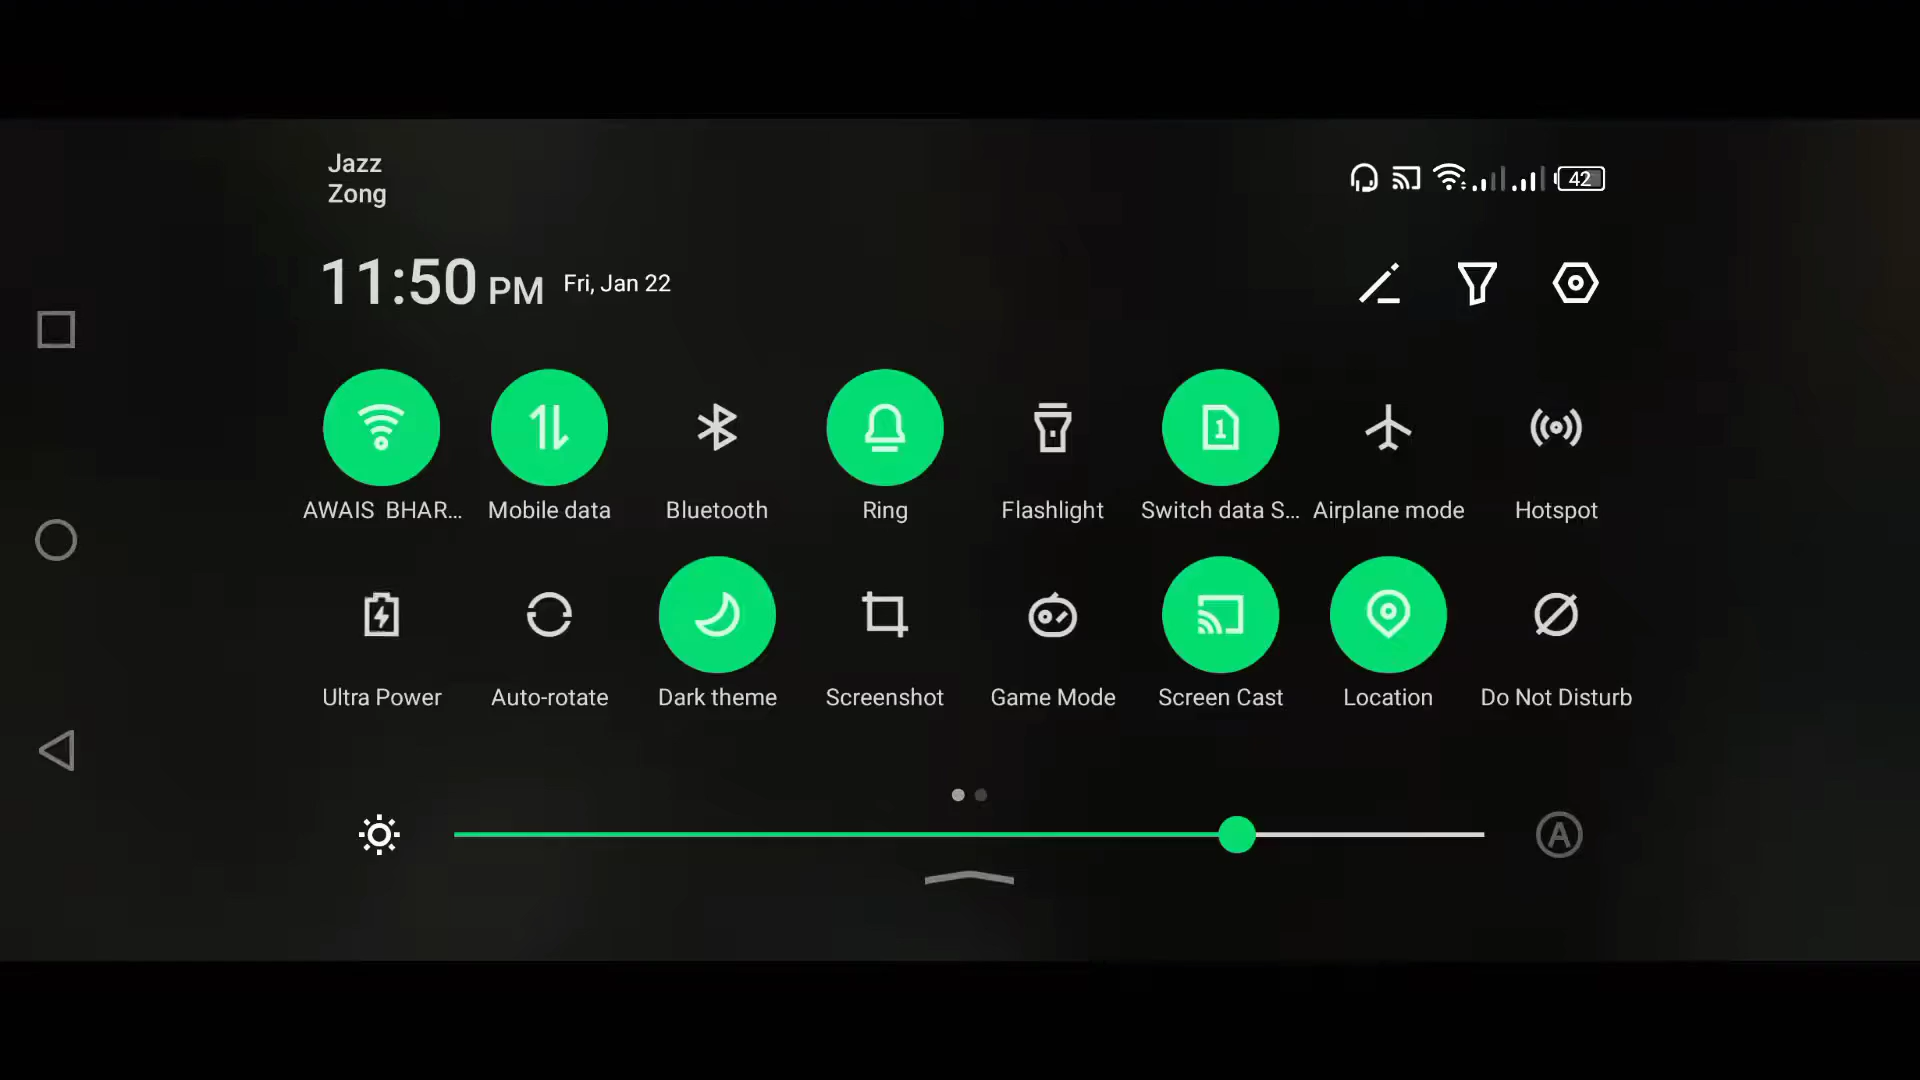 Jazz
Zong
42
11:50 PM Fri, Jan 22
1
AWAIS BHAR... Mobile data Bluetooth Ring Flashlight Switch data S... Airplane mode Hotspot
Ultra Power Auto-rotate Dark theme Screenshot Game Mode Screen Cast Location Do Not Disturb
A